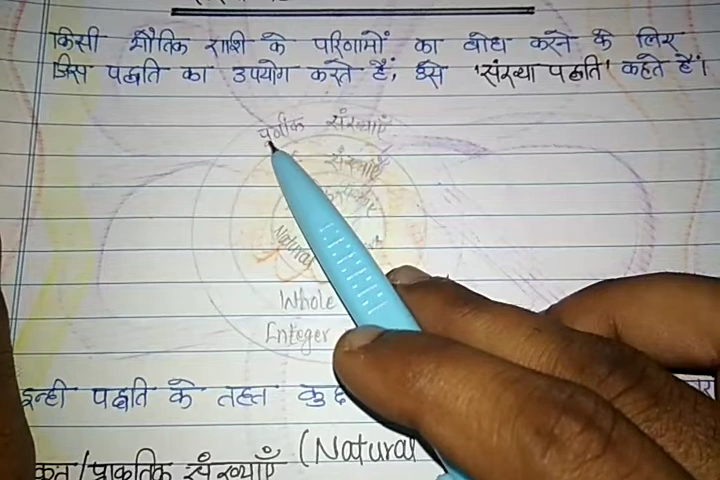 किसी भौतिक राशि के परिणामों का बोध करने के लिए
जिस पद्धति का उपयोग करते हैं, उसे 'संख्या पद्धति' कहते हैं।
पूर्णांक संख्याएँ
संख्याएँ
Natural
Whole
Integer
इन्ही पद्धति के तहत
प्राकृतिक संख्याएँ (Natural